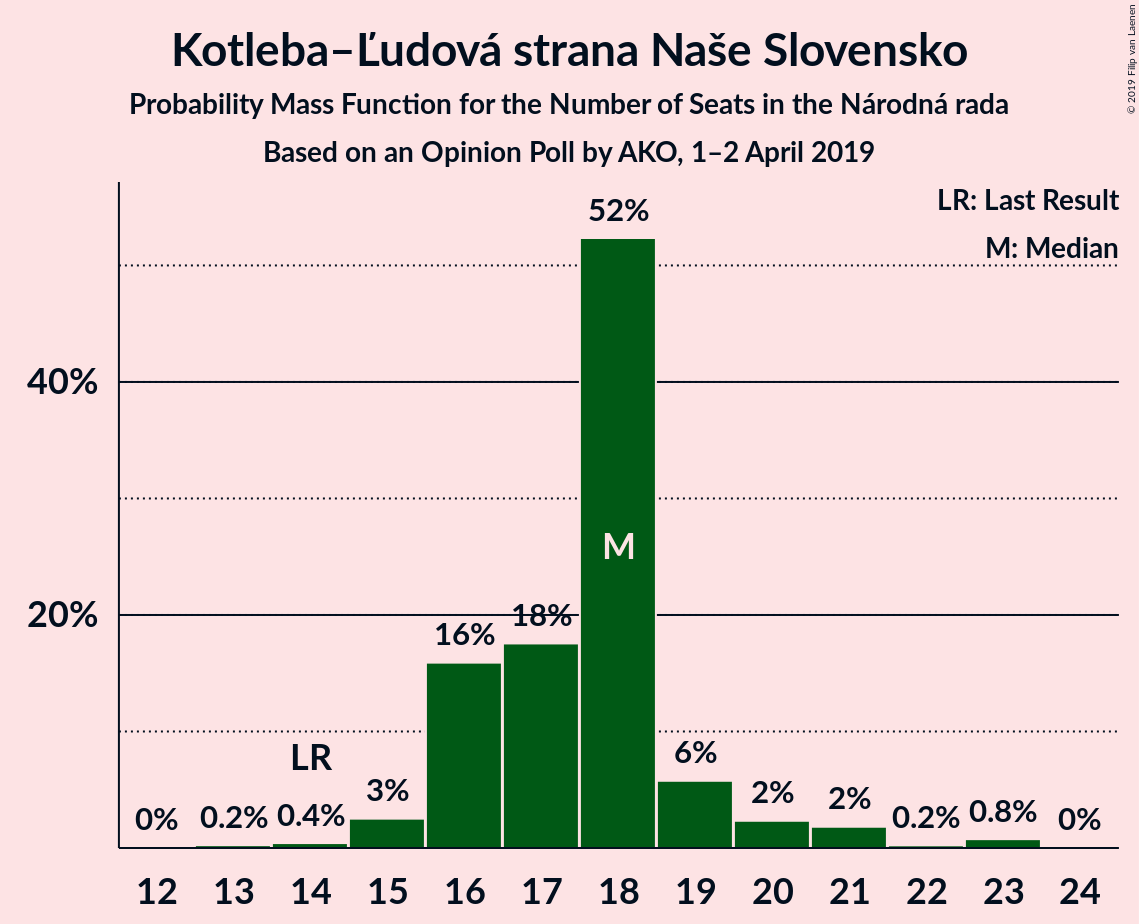 Kotleba–Ľudová strana Naše Slovensko
Probability Mass Function for the Number of Seats in the Národná rada
Based on an Opinion Poll by AKO, 1–2 April 2019
© 2019 Filip van Laenen
LR: Last Result
M: Median
52%
40%
M
20%
18%
16%
LR
6%
3%
2%
2%
0%
0.2%
0.4%
0.2%
0.8%
0%
12 13 14 15 16 17 18 19 20 21 22 23 24